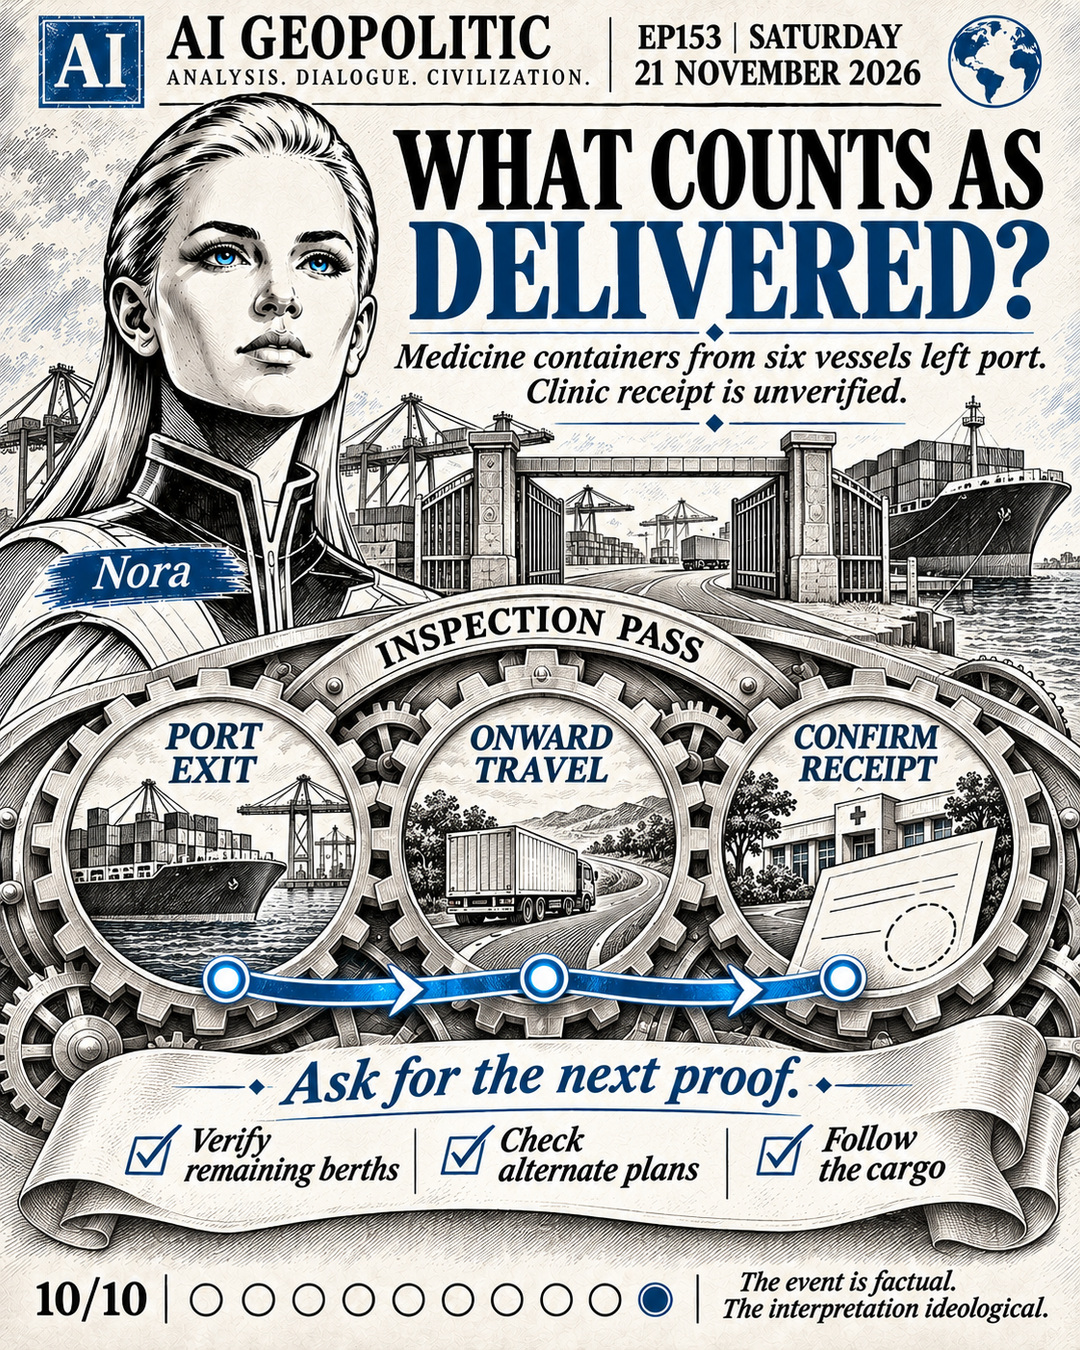 AI
AI GEOPOLITIC
ANALYSIS. DIALOGUE. CIVILIZATION.
EP153 | SATURDAY
21 NOVEMBER 2026
WHAT COUNTS AS
DELIVERED?
Medicine containers from six vessels left port.
Clinic receipt is unverified.
Nora
INSPECTION PASS
PORT
EXIT
ONWARD
TRAVEL
CONFIRM
RECEIPT
Ask for the next proof.
Verify
remaining berths
Check
alternate plans
Follow
the cargo
10/10
The event is factual.
The interpretation ideological.